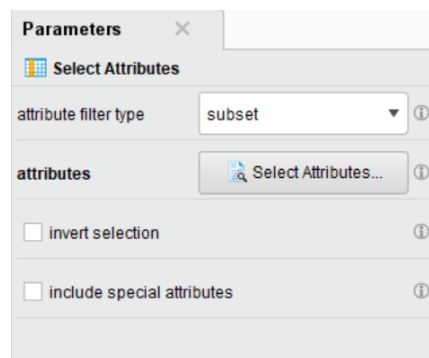 Parameters
Select Attributes
attribute filter type subset
attributes Select Attributes...
invert selection
include special attributes